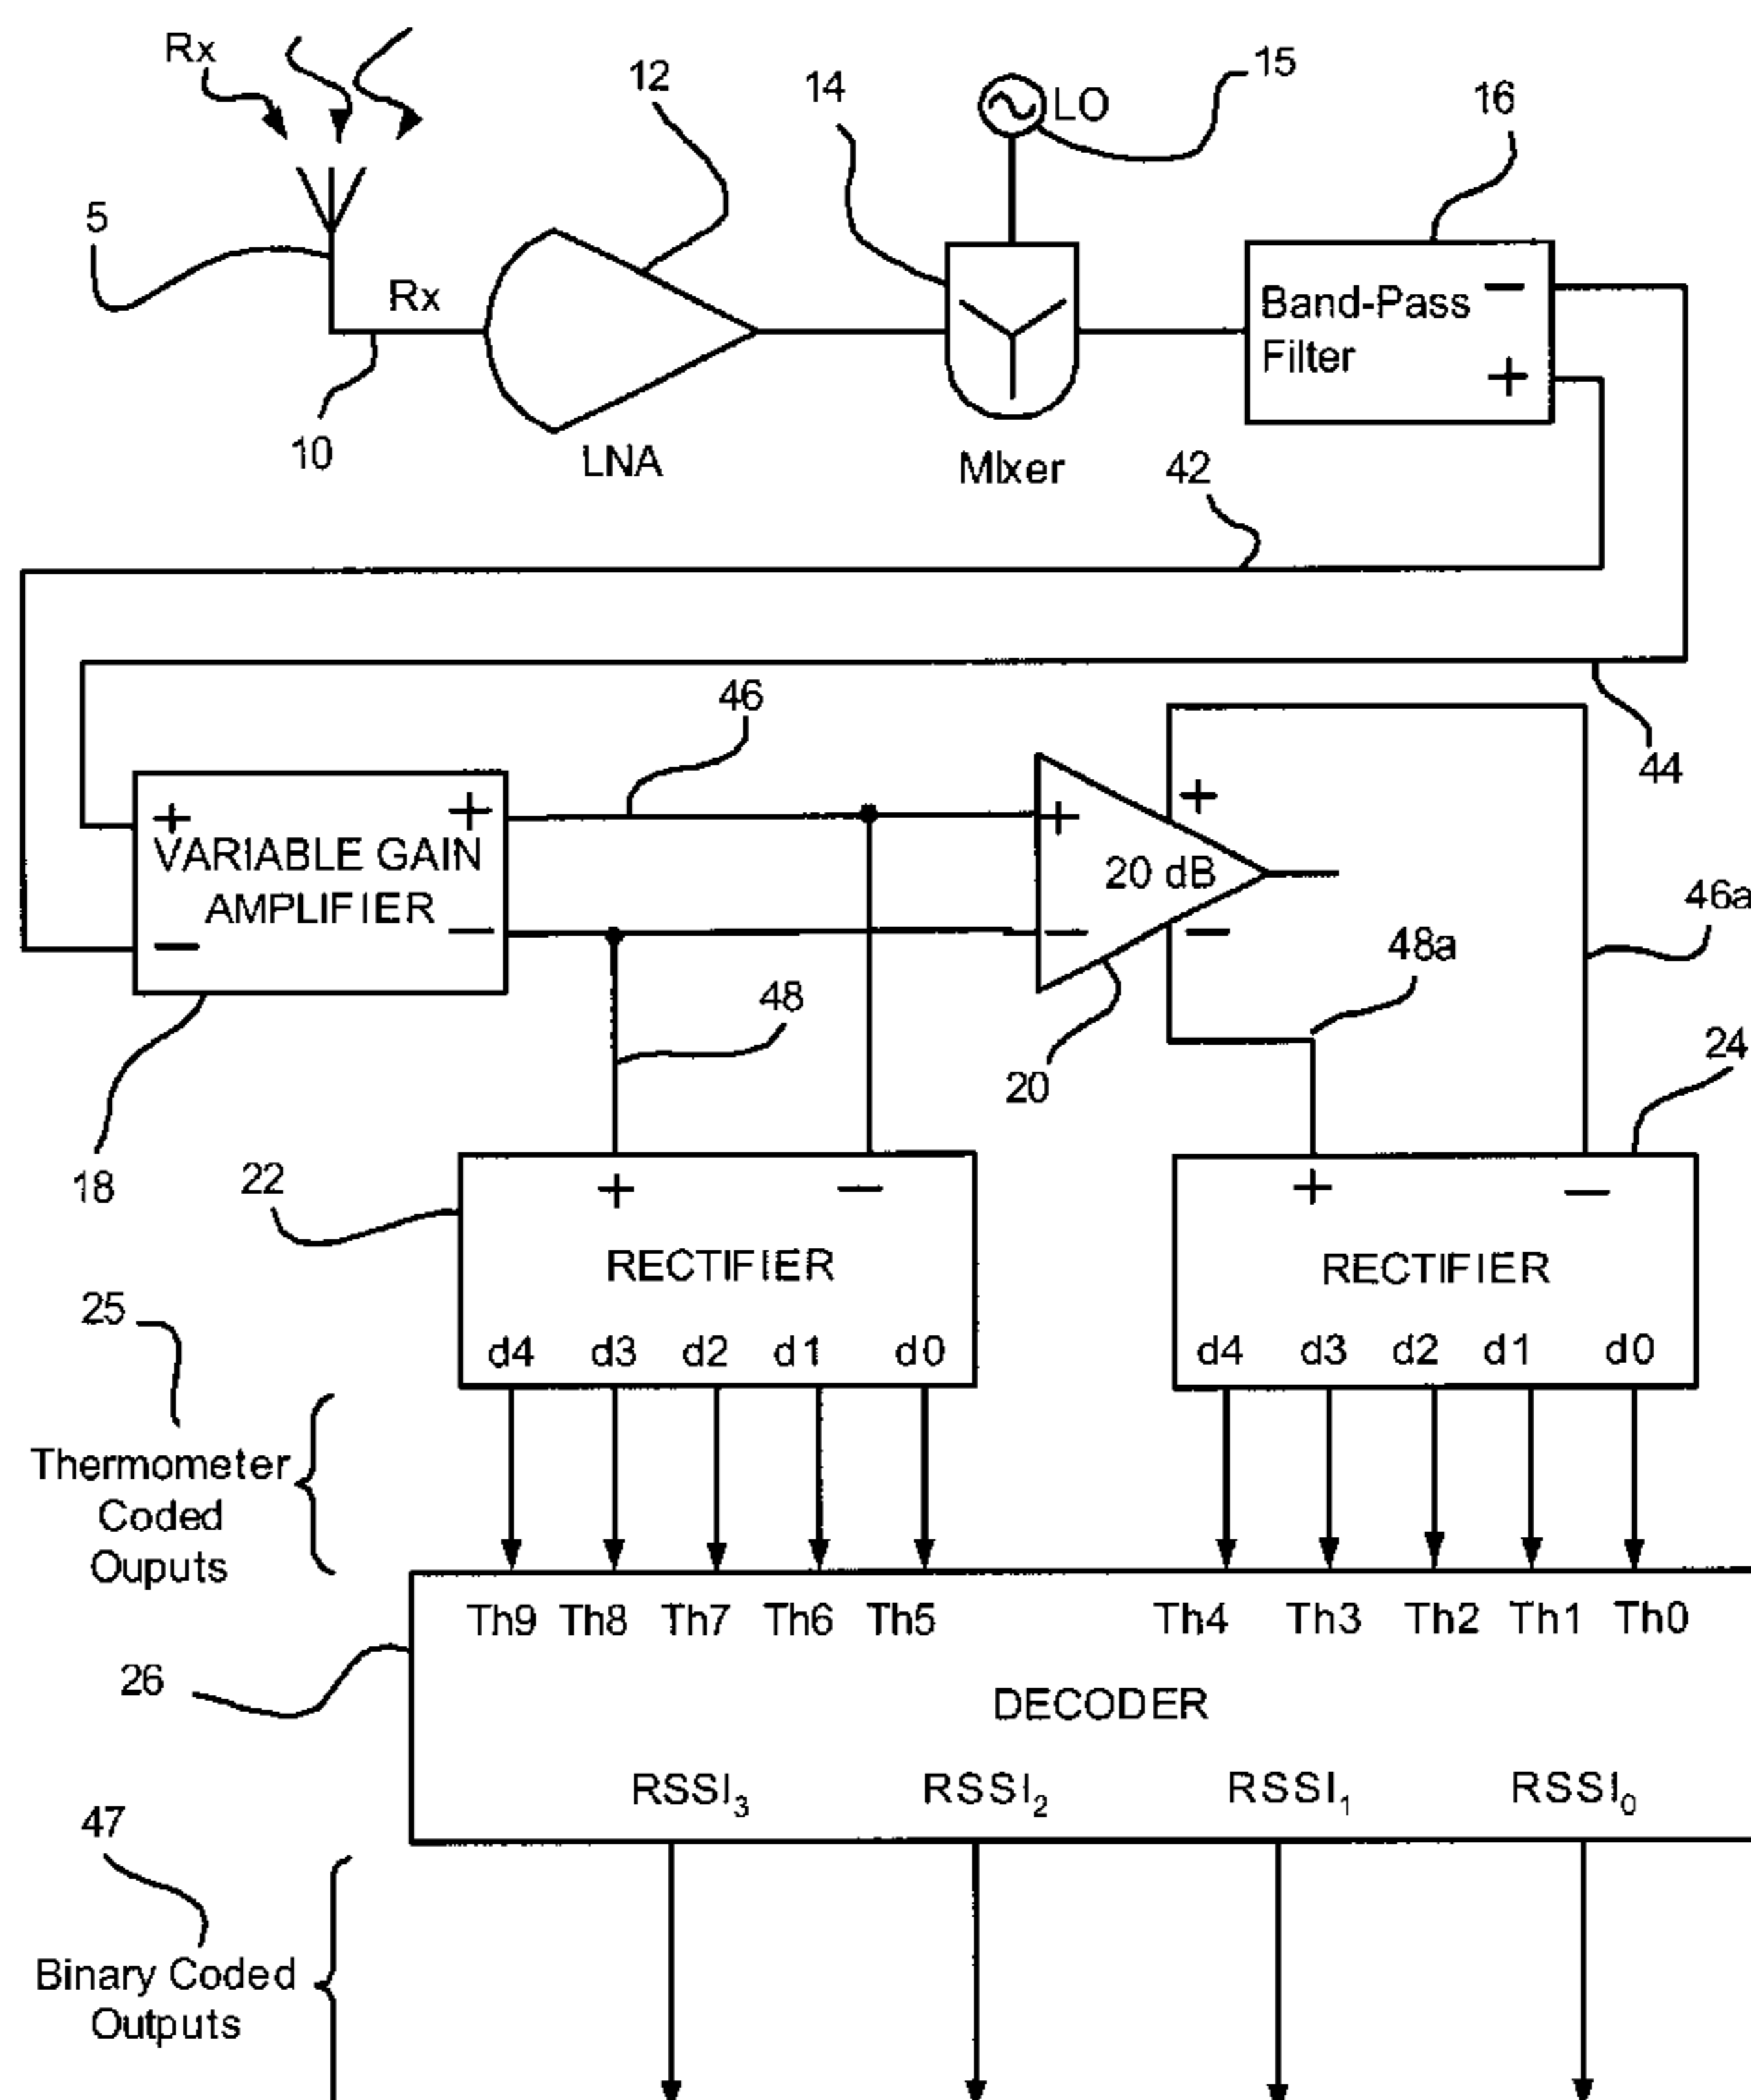 Rx
12
14
15
LO
16
5
Rx
Band-Pass
Filter
−
+
10
LNA
MIxer
42
46
44
+
+
VARIABLE GAIN
AMPLIFIER
−
−
+
20 dB
−
+
−
46a
48a
48
20
24
18
22
+
−
RECTIFIER
d4 d3 d2 d1 d0
+
−
RECTIFIER
d4 d3 d2 d1 d0
25
Thermometer
Coded
Ouputs
Th9 Th8 Th7 Th6 Th5 Th4 Th3 Th2 Th1 Th0
26
DECODER
RSSI₃ RSSI₂ RSSI₁ RSSI₀
47
Binary Coded
Outputs